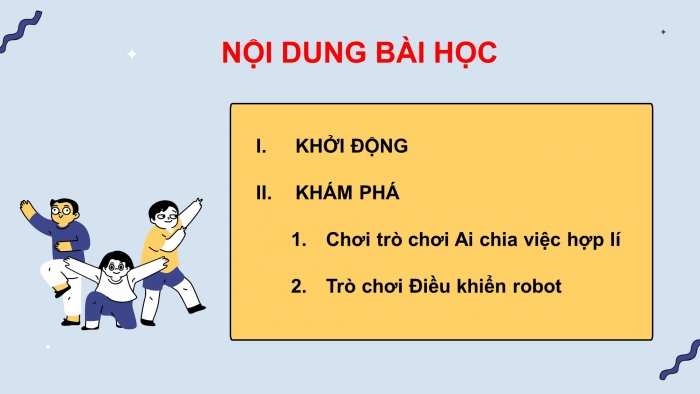 NỘI DUNG BÀI HỌC
I. KHỞI ĐỘNG
II. KHÁM PHÁ
1. Chơi trò chơi Ai chia việc hợp lí
2. Trò chơi Điều khiển robot